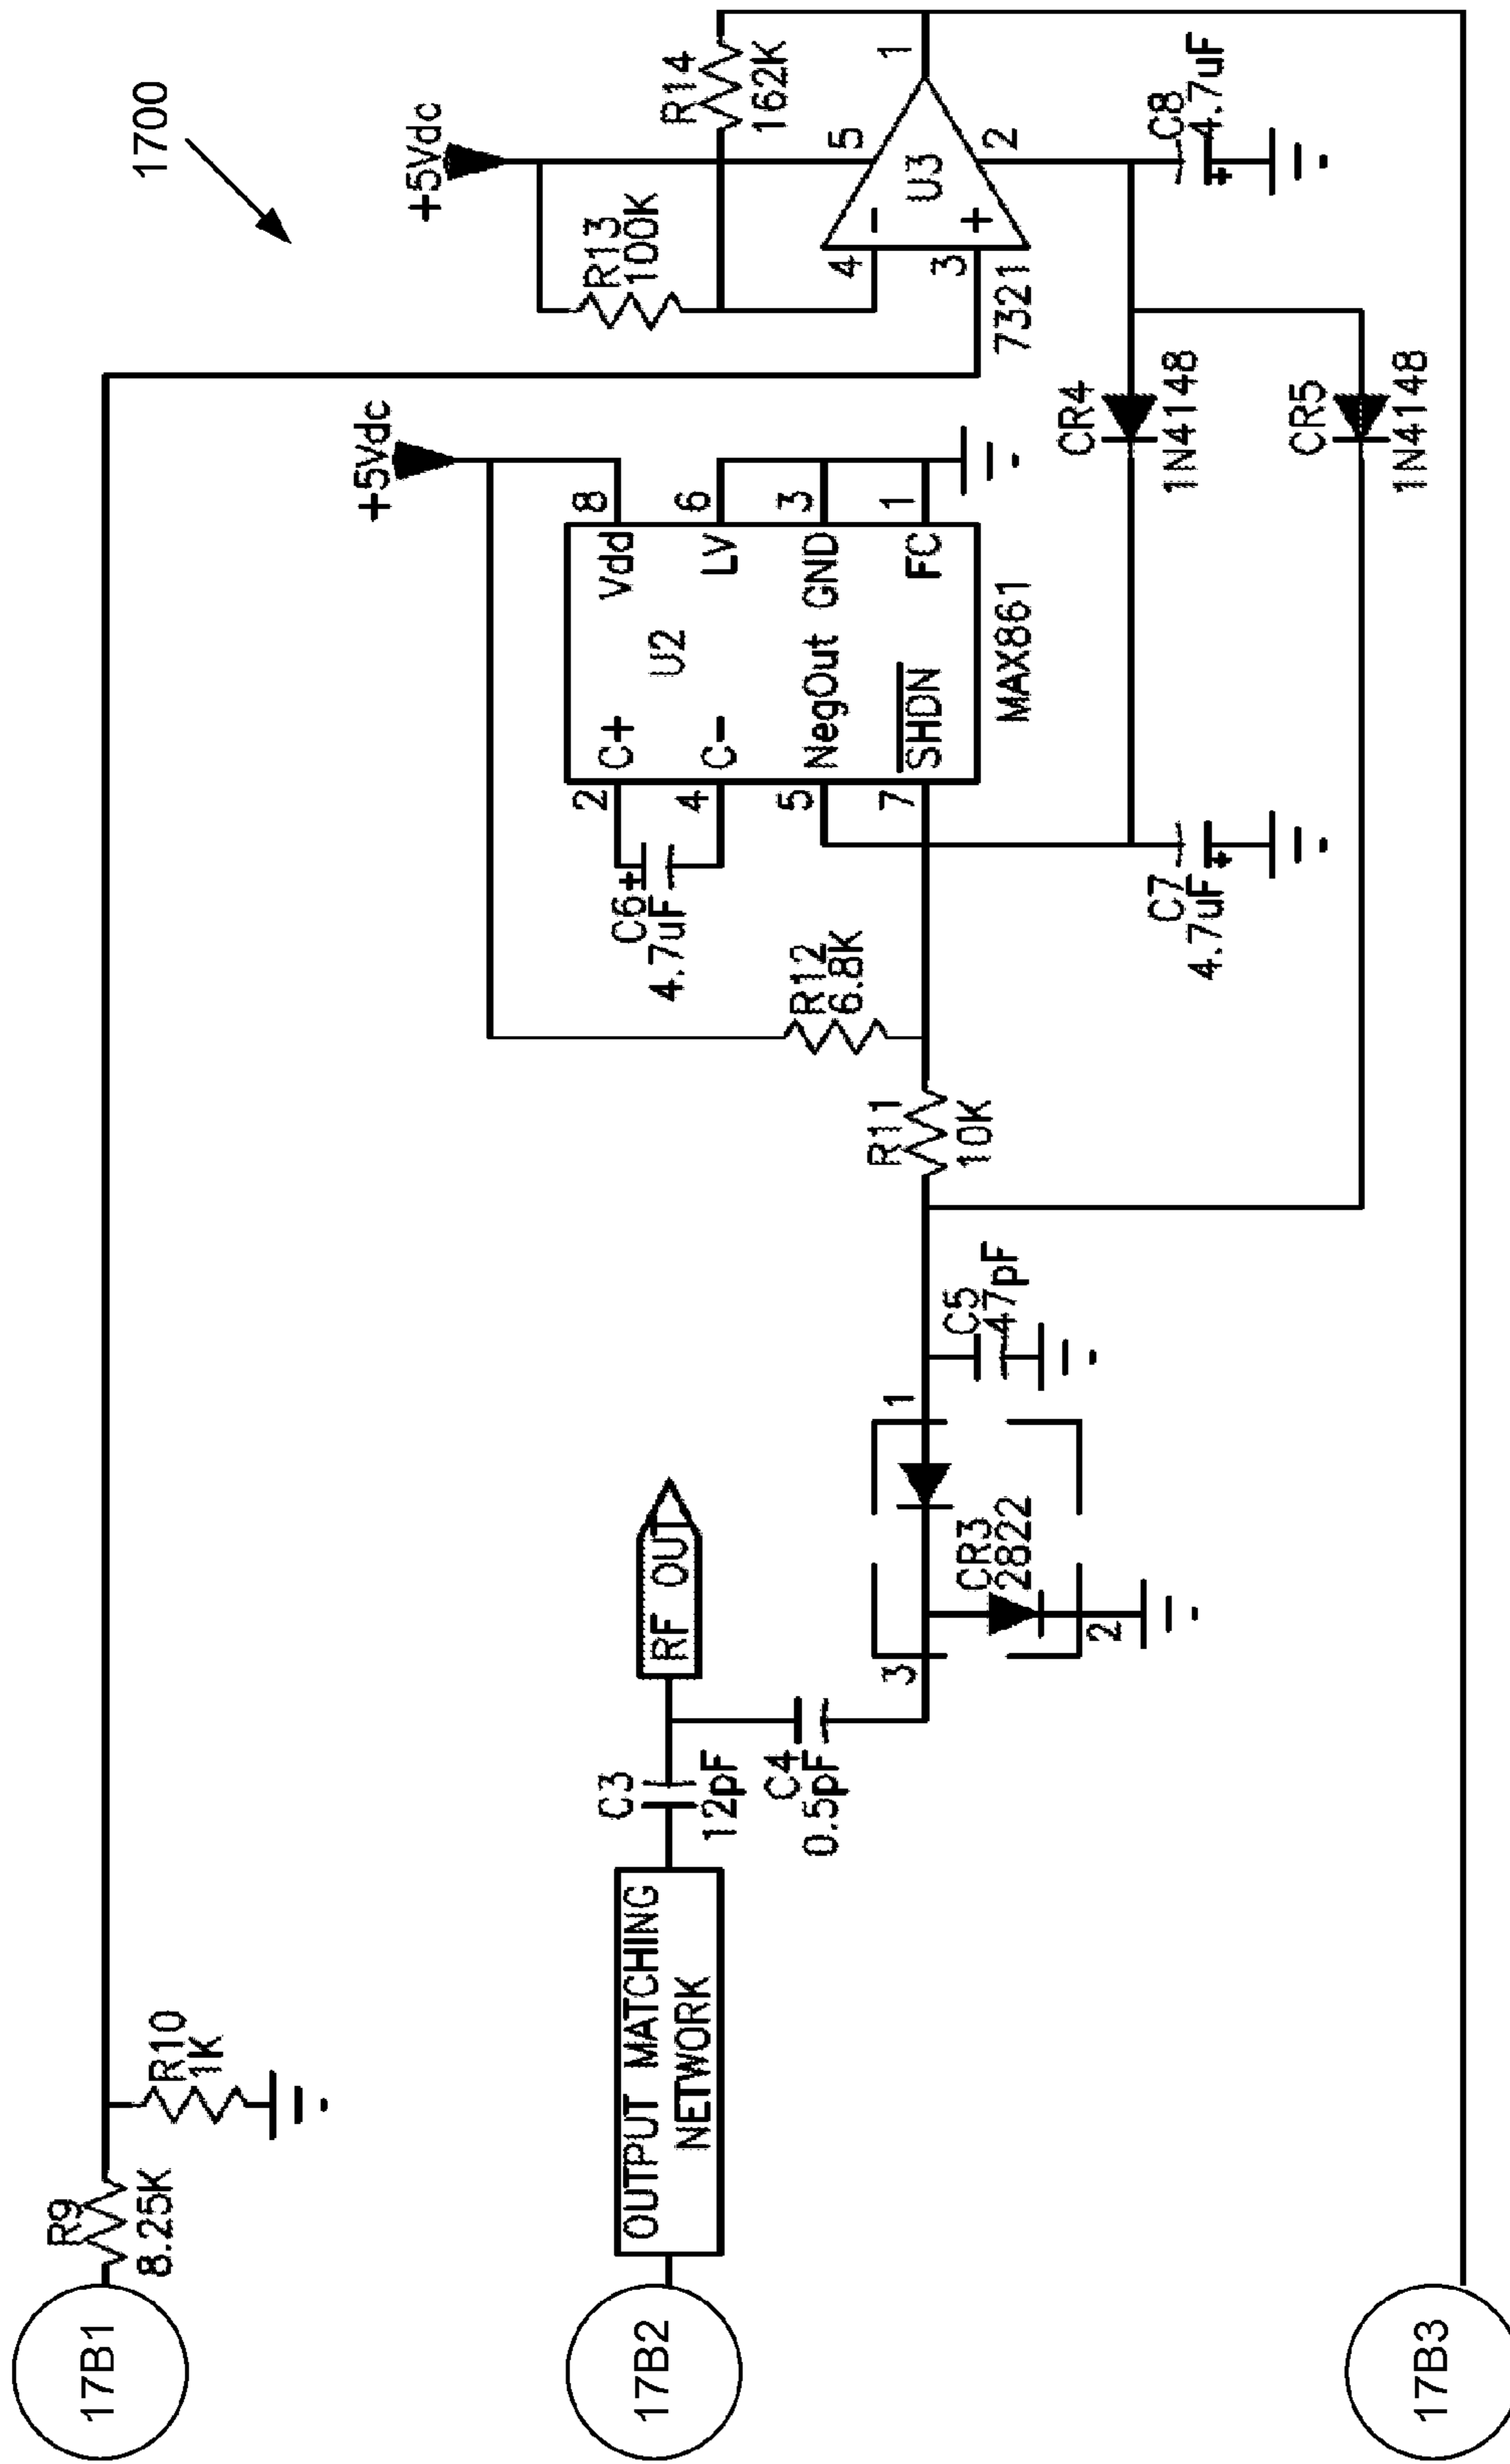 1700
17B1
R9
8.25K
R10
1K
+5Vdc
R13
100K
R14
162K
4
3
5
2
1
U3
7321
C8
4.7uF
+5Vdc
C6
4.7uF
2
4
5
7
C+
C-
NegOut
SHDN
U2
Vdd
LV
GND
FC
8
6
3
1
MAX861
R12
6.8K
R11
10K
CR4
1N4148
CR5
1N4148
C7
4.7uF
17B2
OUTPUT MATCHING
NETWORK
C3
12pF
RF OU
C4
0.5pF
3
1
2
CR3
2822
C5
47pF
17B3